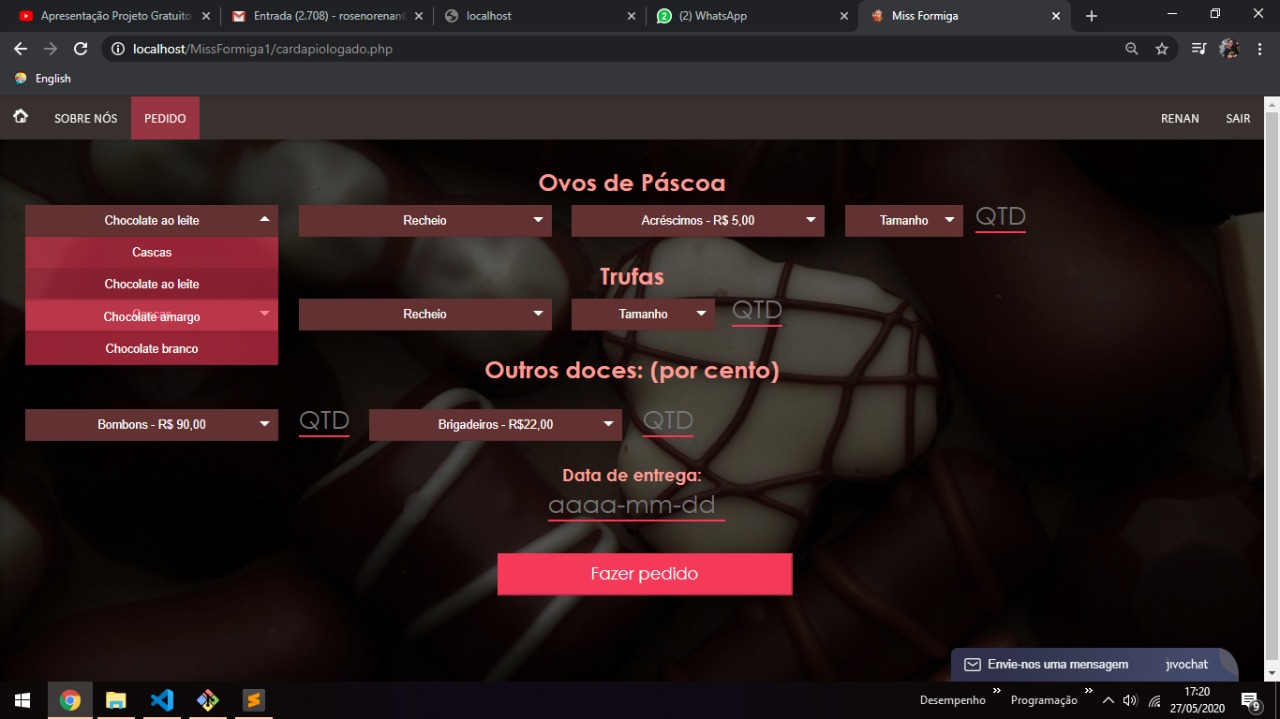 Apresentação Projeto Gratuito
Entrada (2.708) - rosenorenan
localhost
(2) WhatsApp
Miss Formiga
localhost/MissFormiga1/cardapiologado.php
English
SOBRE NÓS
PEDIDO
RENAN
SAIR
Ovos de Páscoa
Chocolate ao leite
Recheio
Acréscimos - R$ 5,00
Tamanho
QTD
Cascas
Chocolate ao leite
Chocolate amargo
Chocolate branco
Trufas
Recheio
Tamanho
QTD
Outros doces: (por cento)
Bombons - R$ 90,00
QTD
Brigadeiros - R$22,00
QTD
Data de entrega:
aaaa-mm-dd
Fazer pedido
Envie-nos uma mensagem
jivochat
Desempenho
Programação
17:20
27/05/2020
9